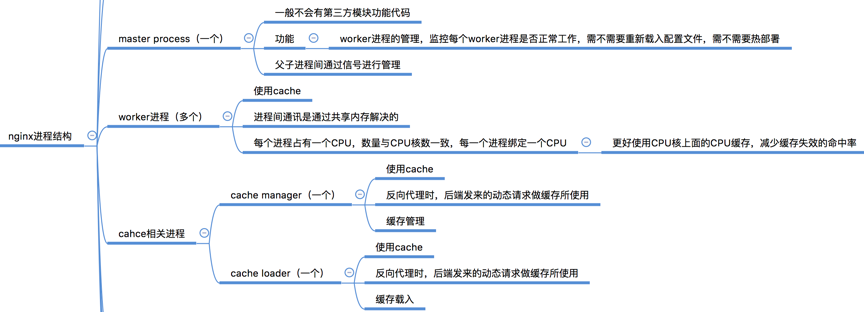 一般不会有第三方模块功能代码
master process（一个）
功能
worker进程的管理，监控每个worker进程是否正常工作，需不需要重新载入配置文件，需不需要热部署
父子进程间通过信号进行管理
使用cache
worker进程（多个）
进程间通讯是通过共享内存解决的
nginx进程结构
每个进程占有一个CPU，数量与CPU核数一致，每一个进程绑定一个CPU
更好使用CPU核上面的CPU缓存，减少缓存失效的命中率
使用cache
cache manager（一个）
反向代理时，后端发来的动态请求做缓存所使用
缓存管理
cahce相关进程
使用cache
cache loader（一个）
反向代理时，后端发来的动态请求做缓存所使用
缓存载入